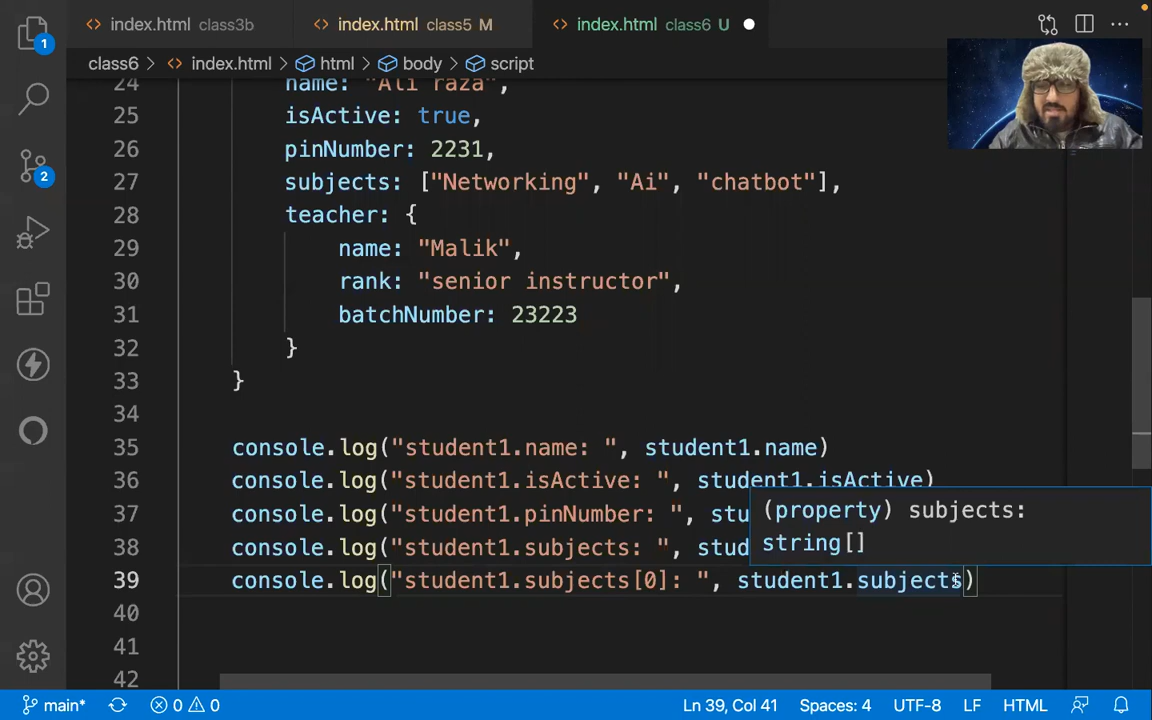 index.html class3b
index.html class5 M
index.html class6 U
class6 > index.html > html > body > script
24 name: "Ali raza",
25 isActive: true,
26 pinNumber: 2231,
27 subjects: ["Networking", "Ai", "chatbot"],
28 teacher: {
29 name: "Malik",
30 rank: "senior instructor",
31 batchNumber: 23223
32 }
33 }
34
35 console.log("student1.name: ", student1.name)
36 console.log("student1.isActive: ", student1.isActive)
37 console.log("student1.pinNumber: ", stu
38 console.log("student1.subjects: ", stud
(property) subjects:
string[]
39 console.log("student1.subjects[0]: ", student1.subjects)
40
41
42
1
2
main* 0 0 Ln 39, Col 41 Spaces: 4 UTF-8 LF HTML